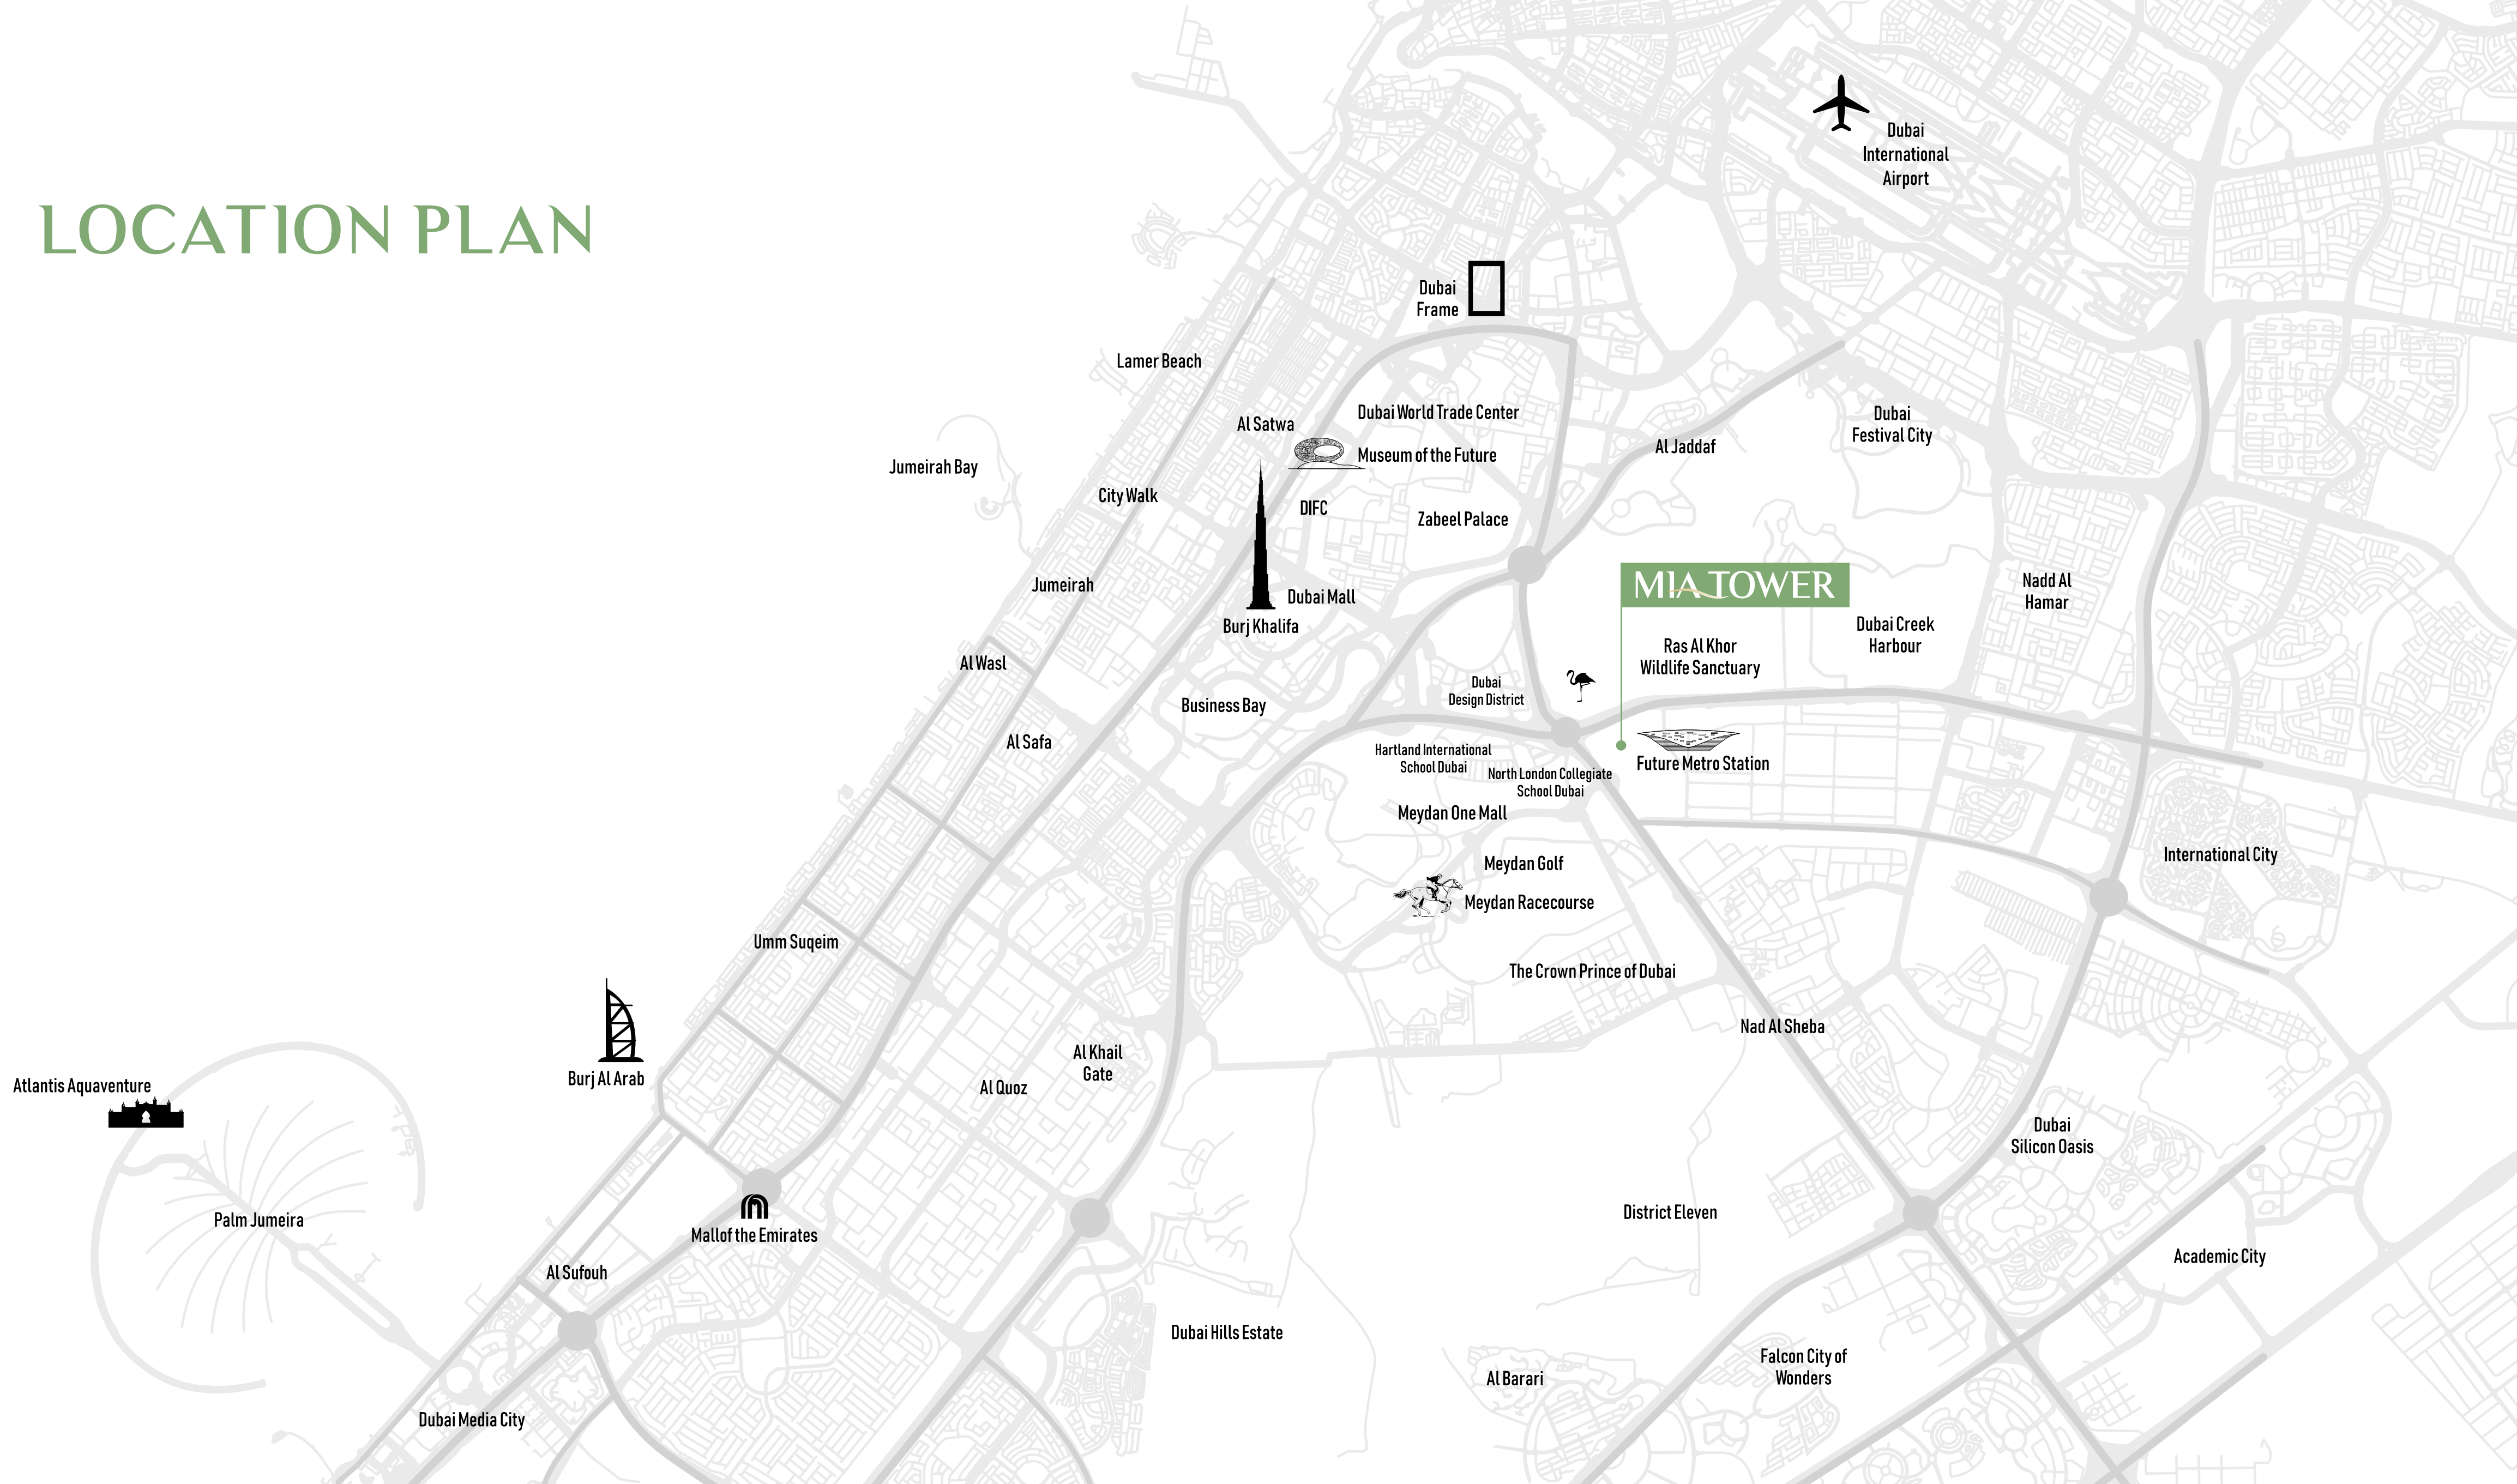 LOCATION PLAN
Dubai
International
Airport
Dubai
Frame
Lamer Beach
Dubai World Trade Center
Al Satwa
Museum of the Future
Al Jaddaf
Dubai
Festival City
Jumeirah Bay
City Walk
DIFC
Zabeel Palace
MIA TOWER
Jumeirah
Dubai Mall
Burj Khalifa
Nadd Al
Hamar
Dubai Creek
Harbour
Ras Al Khor
Wildlife Sanctuary
Al Wasl
Dubai
Design District
Business Bay
Al Safa
Hartland International
School Dubai
North London Collegiate
School Dubai
Future Metro Station
Meydan One Mall
Meydan Golf
International City
Meydan Racecourse
Umm Suqeim
The Crown Prince of Dubai
Nad Al Sheba
Al Khail
Gate
Al Quoz
Burj Al Arab
Atlantis Aquaventure
Dubai
Silicon Oasis
Palm Jumeira
Mallof the Emirates
District Eleven
Academic City
Al Sufouh
Dubai Hills Estate
Falcon City of
Wonders
Al Barari
Dubai Media City